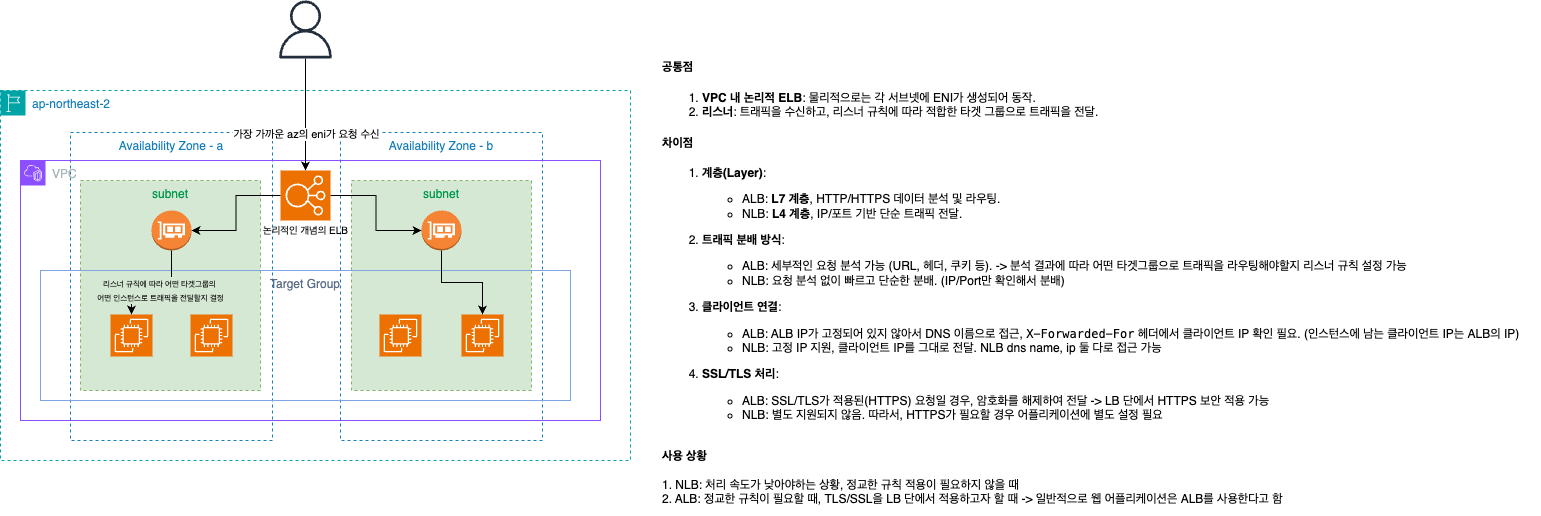 ap-northeast-2
가장 가까운 az의 eni가 요청 수신
Availability Zone - a
Availability Zone - b
VPC
subnet
subnet
논리적인 개념의 ELB
Target Group
리스너 규칙에 따라 어떤 타겟그룹의
어떤 인스턴스로 트래픽을 전달할지 결정
공통점
1. VPC 내 논리적 ELB: 물리적으로는 각 서브넷에 ENI가 생성되어 동작.
2. 리스너: 트래픽을 수신하고, 리스너 규칙에 따라 적합한 타겟 그룹으로 트래픽을 전달.
차이점
1. 계층(Layer):
ALB: L7 계층, HTTP/HTTPS 데이터 분석 및 라우팅.
NLB: L4 계층, IP/포트 기반 단순 트래픽 전달.
2. 트래픽 분배 방식:
ALB: 세부적인 요청 분석 가능 (URL, 헤더, 쿠키 등). -> 분석 결과에 따라 어떤 타겟그룹으로 트래픽을 라우팅해야할지 리스너 규칙 설정 가능
NLB: 요청 분석 없이 빠르고 단순한 분배. (IP/Port만 확인해서 분배)
3. 클라이언트 연결:
ALB: ALB IP가 고정되어 있지 않아서 DNS 이름으로 접근, X-Forwarded-For 헤더에서 클라이언트 IP 확인 필요. (인스턴스에 남는 클라이언트 IP는 ALB의 IP)
NLB: 고정 IP 지원, 클라이언트 IP를 그대로 전달. NLB dns name, ip 둘 다로 접근 가능
4. SSL/TLS 처리:
ALB: SSL/TLS가 적용된(HTTPS) 요청일 경우, 암호화를 해제하여 전달 -> LB 단에서 HTTPS 보안 적용 가능
NLB: 별도 지원되지 않음. 따라서, HTTPS가 필요할 경우 어플리케이션에 별도 설정 필요
사용 상황
1. NLB: 처리 속도가 낮아야하는 상황, 정교한 규칙 적용이 필요하지 않을 때
2. ALB: 정교한 규칙이 필요할 때, TLS/SSL을 LB 단에서 적용하고자 할 때 -> 일반적으로 웹 어플리케이션은 ALB를 사용한다고 함